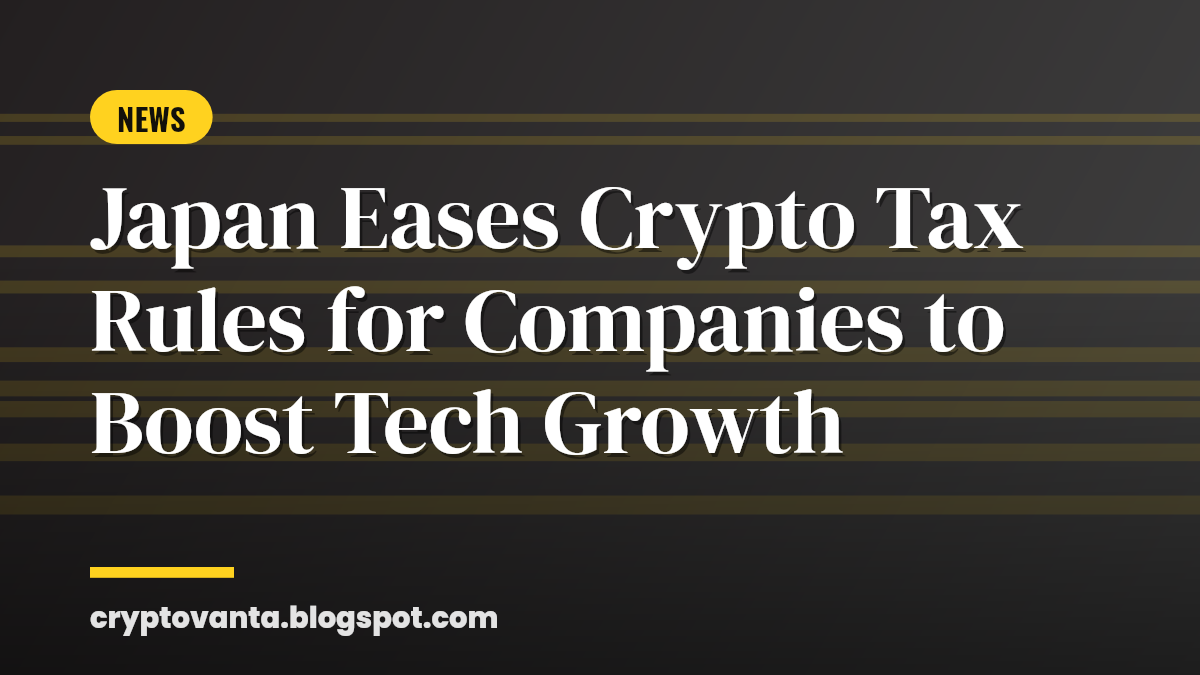 NEWS
Japan Eases Crypto Tax
Rules for Companies to
Boost Tech Growth
cryptovanta.blogspot.com